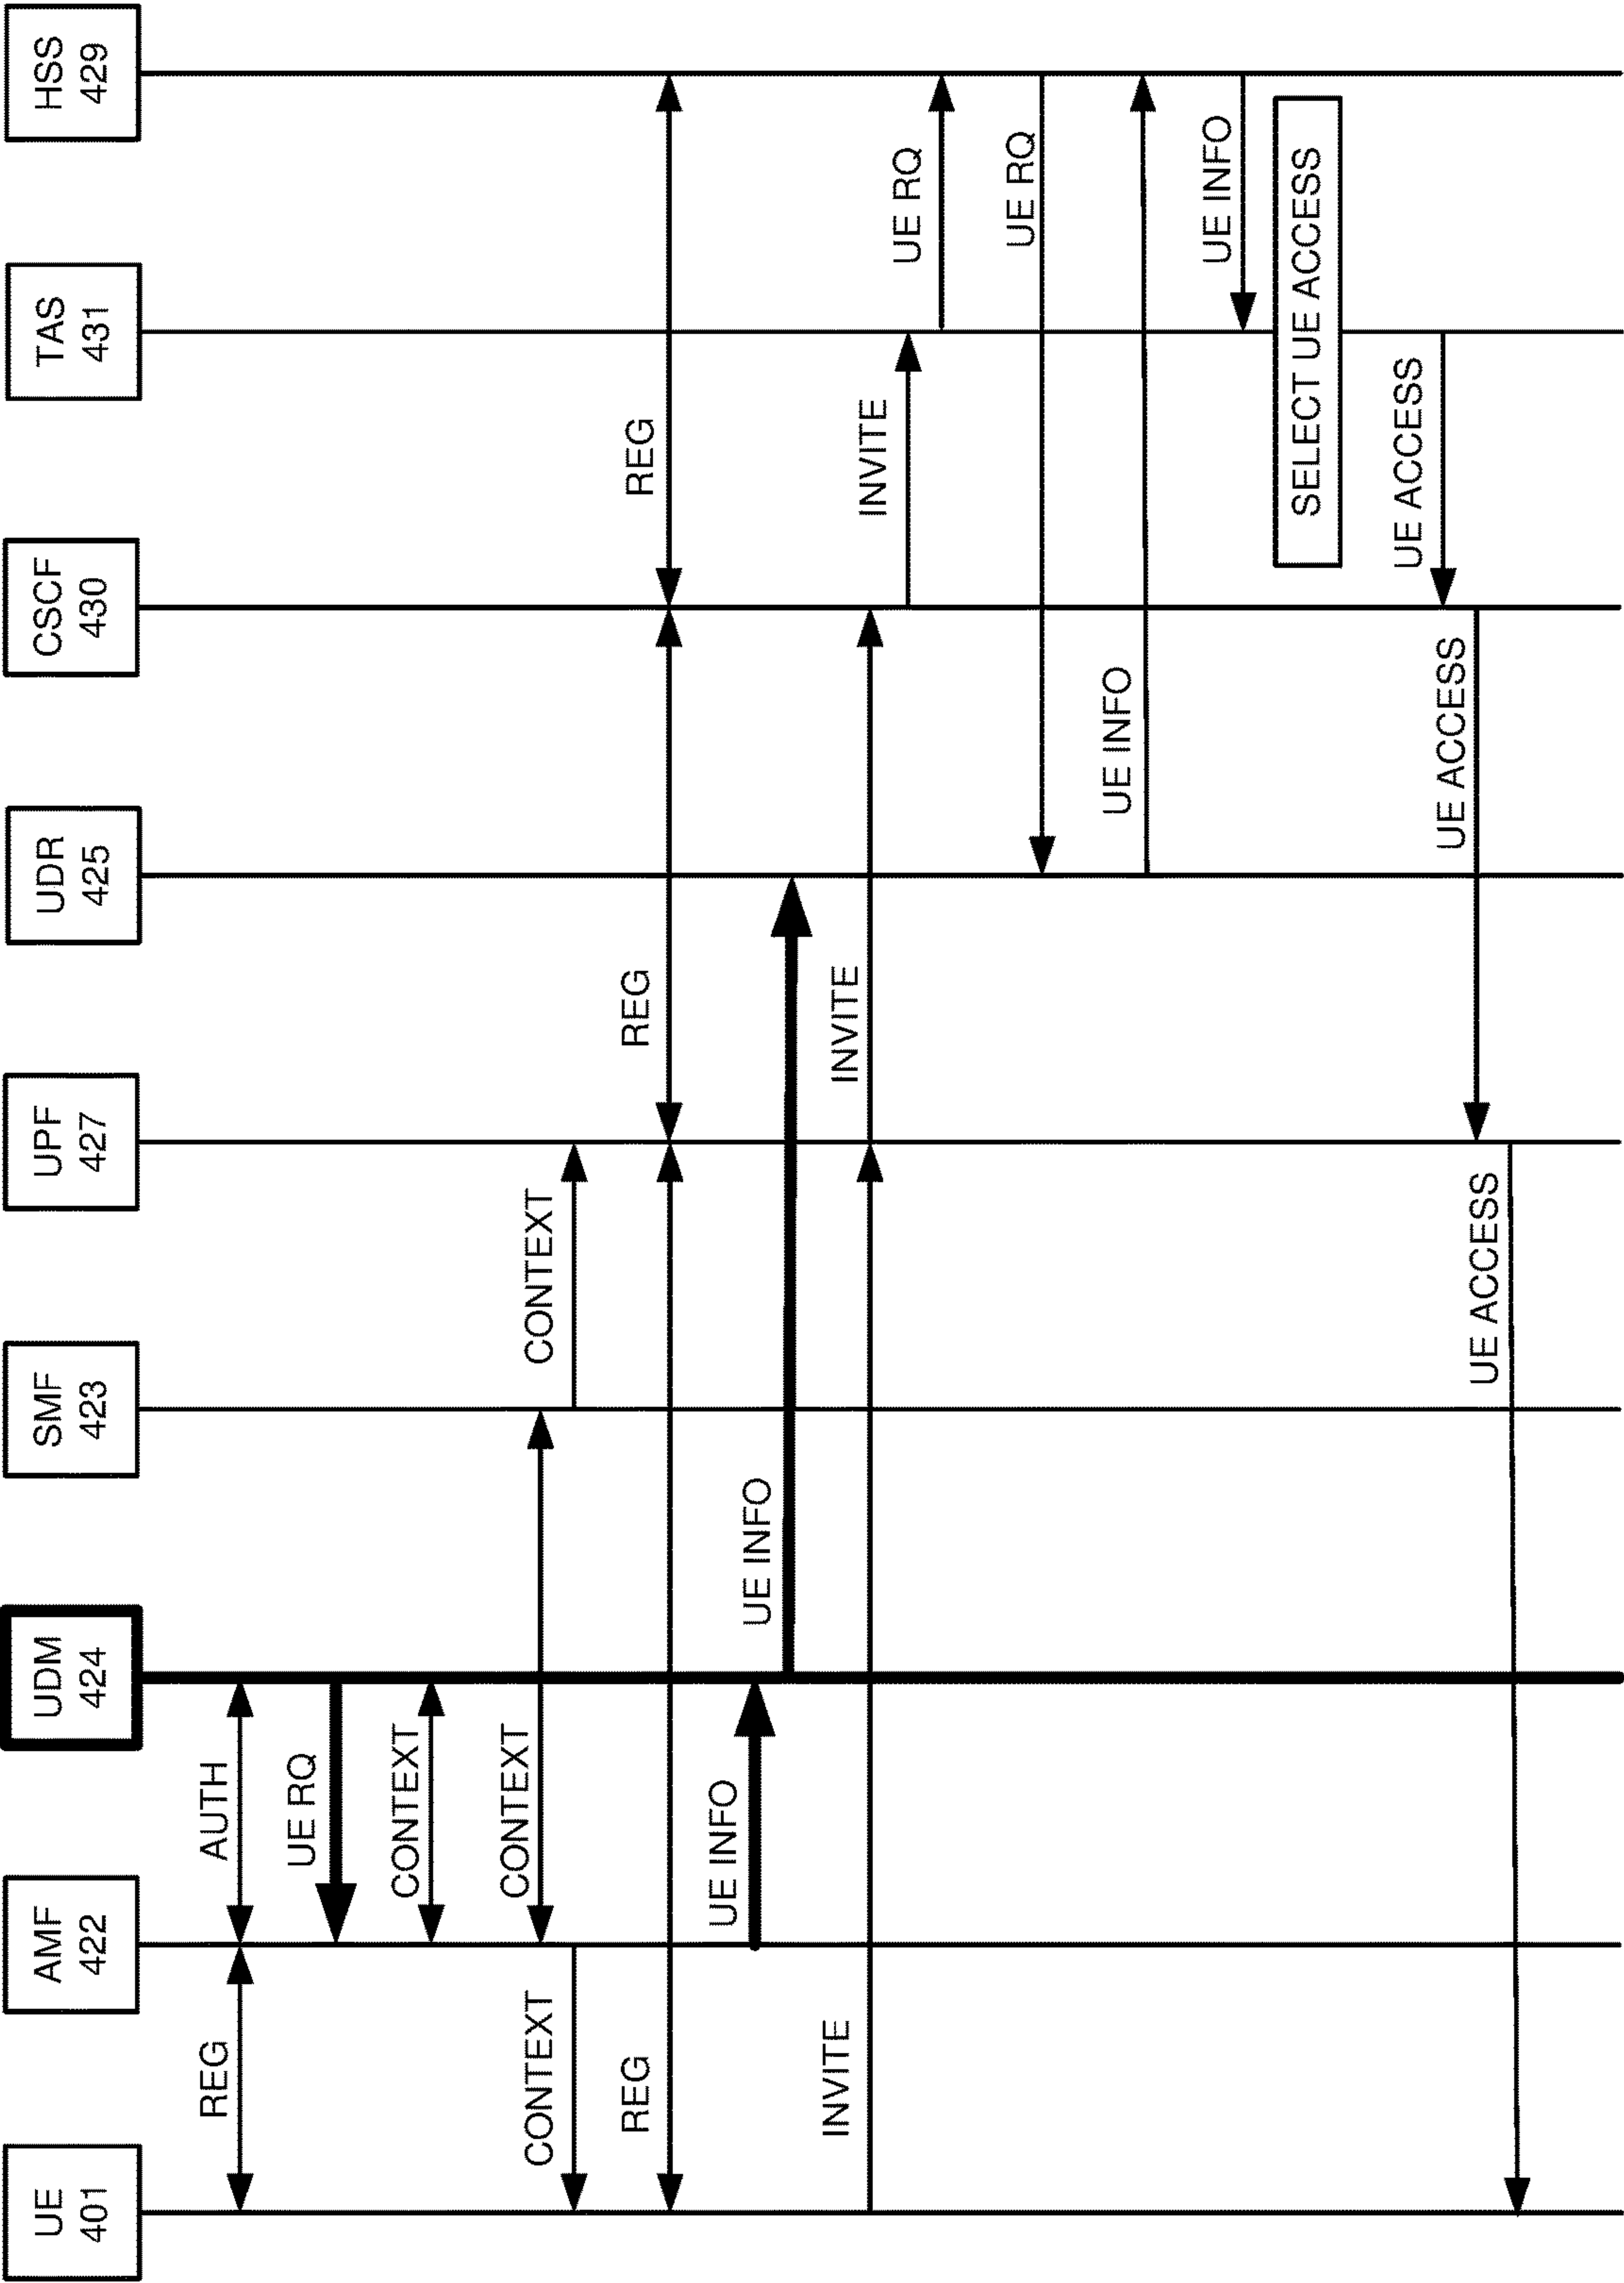 UE
401
AMF
422
UDM
424
SMF
423
UPF
427
UDR
425
CSCF
430
TAS
431
HSS
429
REG
AUTH
UE RQ
CONTEXT
CONTEXT
CONTEXT
CONTEXT
REG
REG
REG
UE INFO
UE INFO
INVITE
INVITE
INVITE
UE RQ
UE RQ
UE INFO
UE INFO
SELECT UE ACCESS
UE ACCESS
UE ACCESS
UE ACCESS